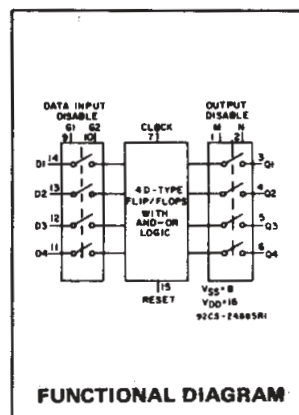 DATA INPUT
DISABLE
G1 G2
9 10
CLOCK
7
OUTPUT
DISABLE
M N
1 2
D1 14
D2 13
D3 12
D4 11
4 D-TYPE
FLIP/FLOPS
WITH
AND-OR
LOGIC
3 Q1
4 Q2
5 Q3
6 Q4
15
RESET
VSS=8
VDD=16
92CS-24885R1
FUNCTIONAL DIAGRAM